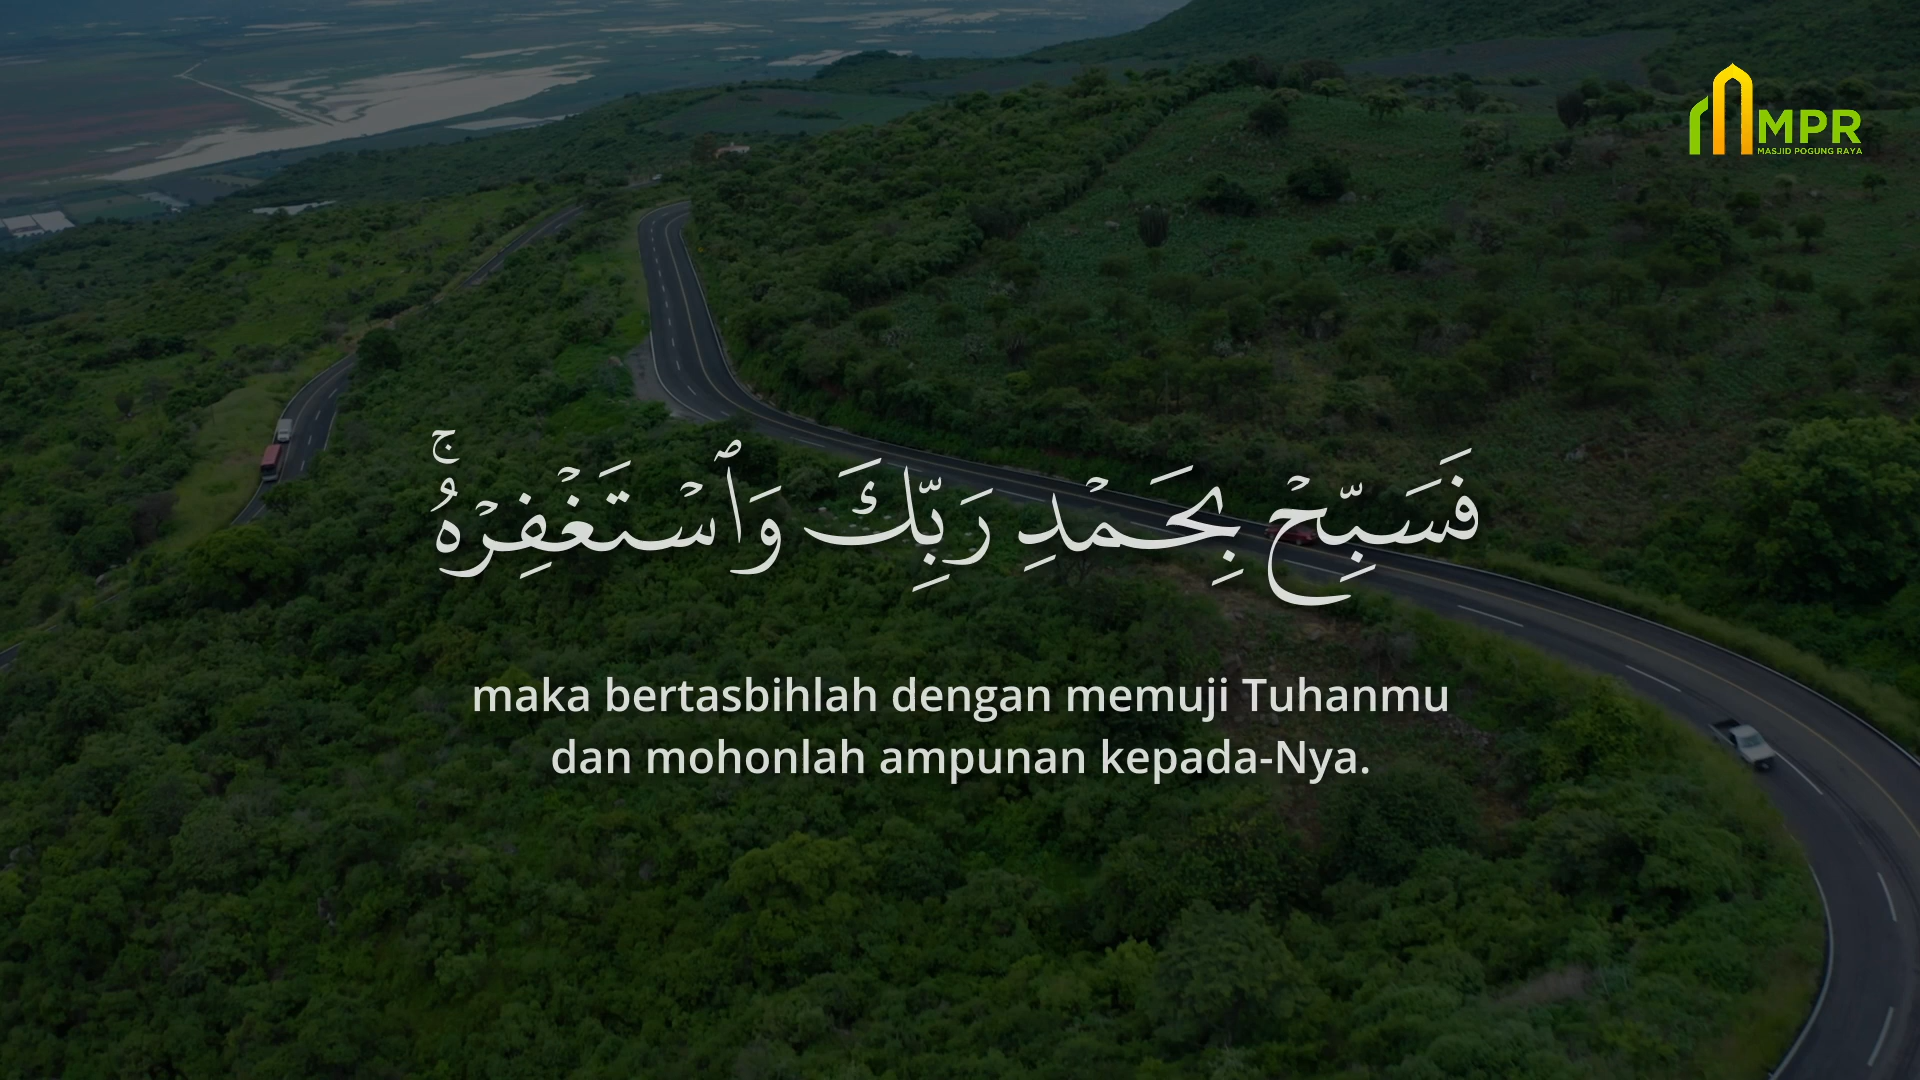 MPR
MASJID POGUNG RAYA
فَسَبِّحْ بِحَمْدِ رَبِّكَ وَٱسْتَغْفِرْهُ ۚ
maka bertasbihlah dengan memuji Tuhanmu
dan mohonlah ampunan kepada-Nya.